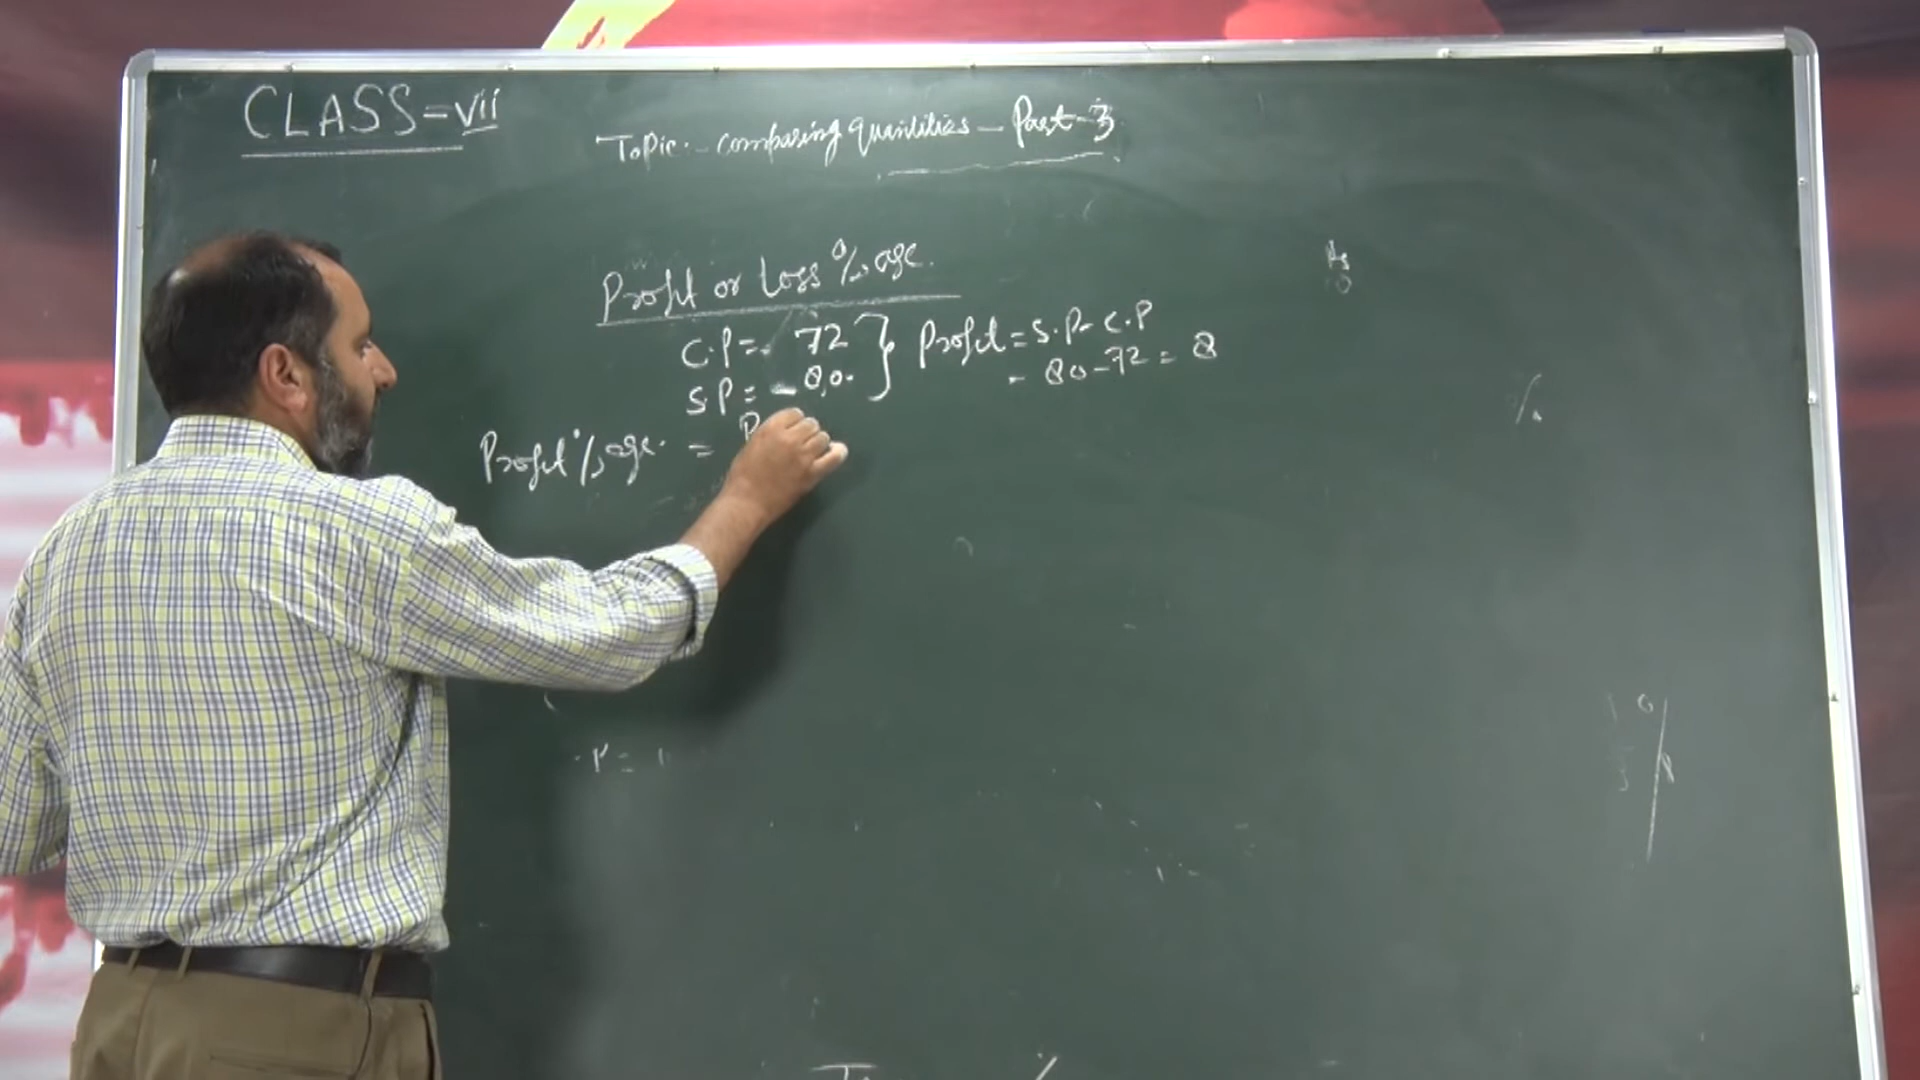 CLASS = vii
Topic. - comparing quantities - Part-3
Profit or Loss %age.
C.P = 72 } Profit = S.P - C.P
S.P = 80. = 80 - 72 = 8
Profit %age. = P